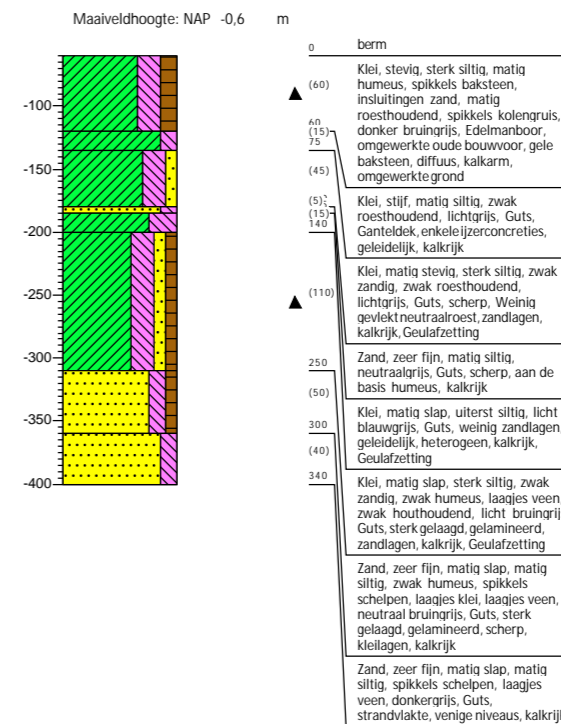 Maaiveldhoogte: NAP -0,6 m
-100
-150
-200
-250
-300
-350
-400
0
(60)
60
(15)
75
(45)
(5)
(15)
140
(110)
250
(50)
300
(40)
340
berm
Klei, stevig, sterk siltig, matig
humeus, spikkels baksteen,
insluitingen zand, matig
roesthoudend, spikkels kolengruis,
donker bruingrijs, Edelmanboor,
omgewerkte oude bouwvoor, gele
baksteen, diffuus, kalkarm,
omgewerkte grond
Klei, stijf, matig siltig, zwak
roesthoudend, lichtgrijs, Guts,
Ganteldek, enkele ijzerconcreties,
geleidelijk, kalkrijk
Klei, matig stevig, sterk siltig, zwak
zandig, zwak roesthoudend,
lichtgrijs, Guts, scherp, Weinig
gevlekt neutraalroest, zandlagen,
kalkrijk, Geulafzetting
Zand, zeer fijn, matig siltig,
neutraalgrijs, Guts, scherp, aan de
basis humeus, kalkrijk
Klei, matig slap, uiterst siltig, licht
blauwgrijs, Guts, weinig zandlagen,
geleidelijk, heterogeen, kalkrijk,
Geulafzetting
Klei, matig slap, sterk siltig, zwak
zandig, zwak humeus, laagjes veen,
zwak houthoudend, licht bruingrij
Guts, sterk gelaagd, gelamineerd,
zandlagen, kalkrijk, Geulafzetting
Zand, zeer fijn, matig slap, matig
siltig, zwak humeus, spikkels
schelpen, laagjes klei, laagjes veen,
neutraal bruingrijs, Guts, sterk
gelaagd, gelamineerd, scherp,
kleilagen, kalkrijk
Zand, zeer fijn, matig slap, matig
siltig, spikkels schelpen, laagjes
veen, donkergrijs, Guts,
strandvlakte, venige niveaus, kalkrij